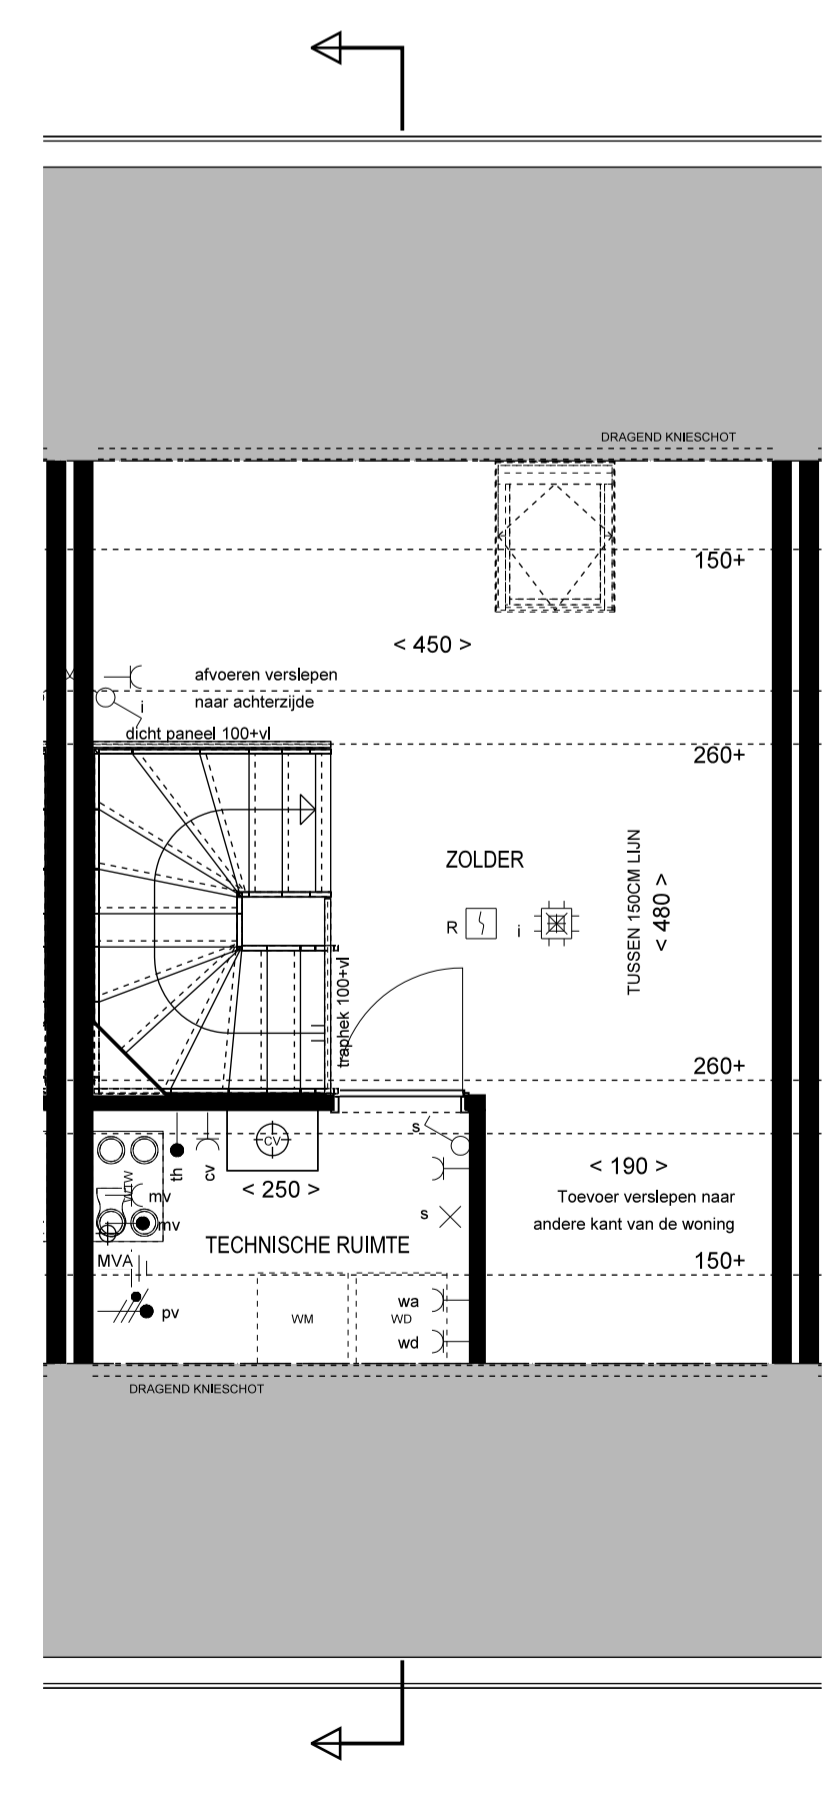 DRAGEND KNIESCHOT
150+
< 450 >
afvoeren verslepen
naar achterzijde
i
dicht paneel 100+vl
260+
ZOLDER
TUSSEN 150CM LIJN
< 480 >
R
i
traphek 100+vl
260+
s
CV
th
cv
WTW
mv
mv
< 250 >
< 190 >
Toevoer verslepen naar
andere kant van de woning
s
TECHNISCHE RUIMTE
MVA
150+
pv
WM
WD
wa
wd
DRAGEND KNIESCHOT